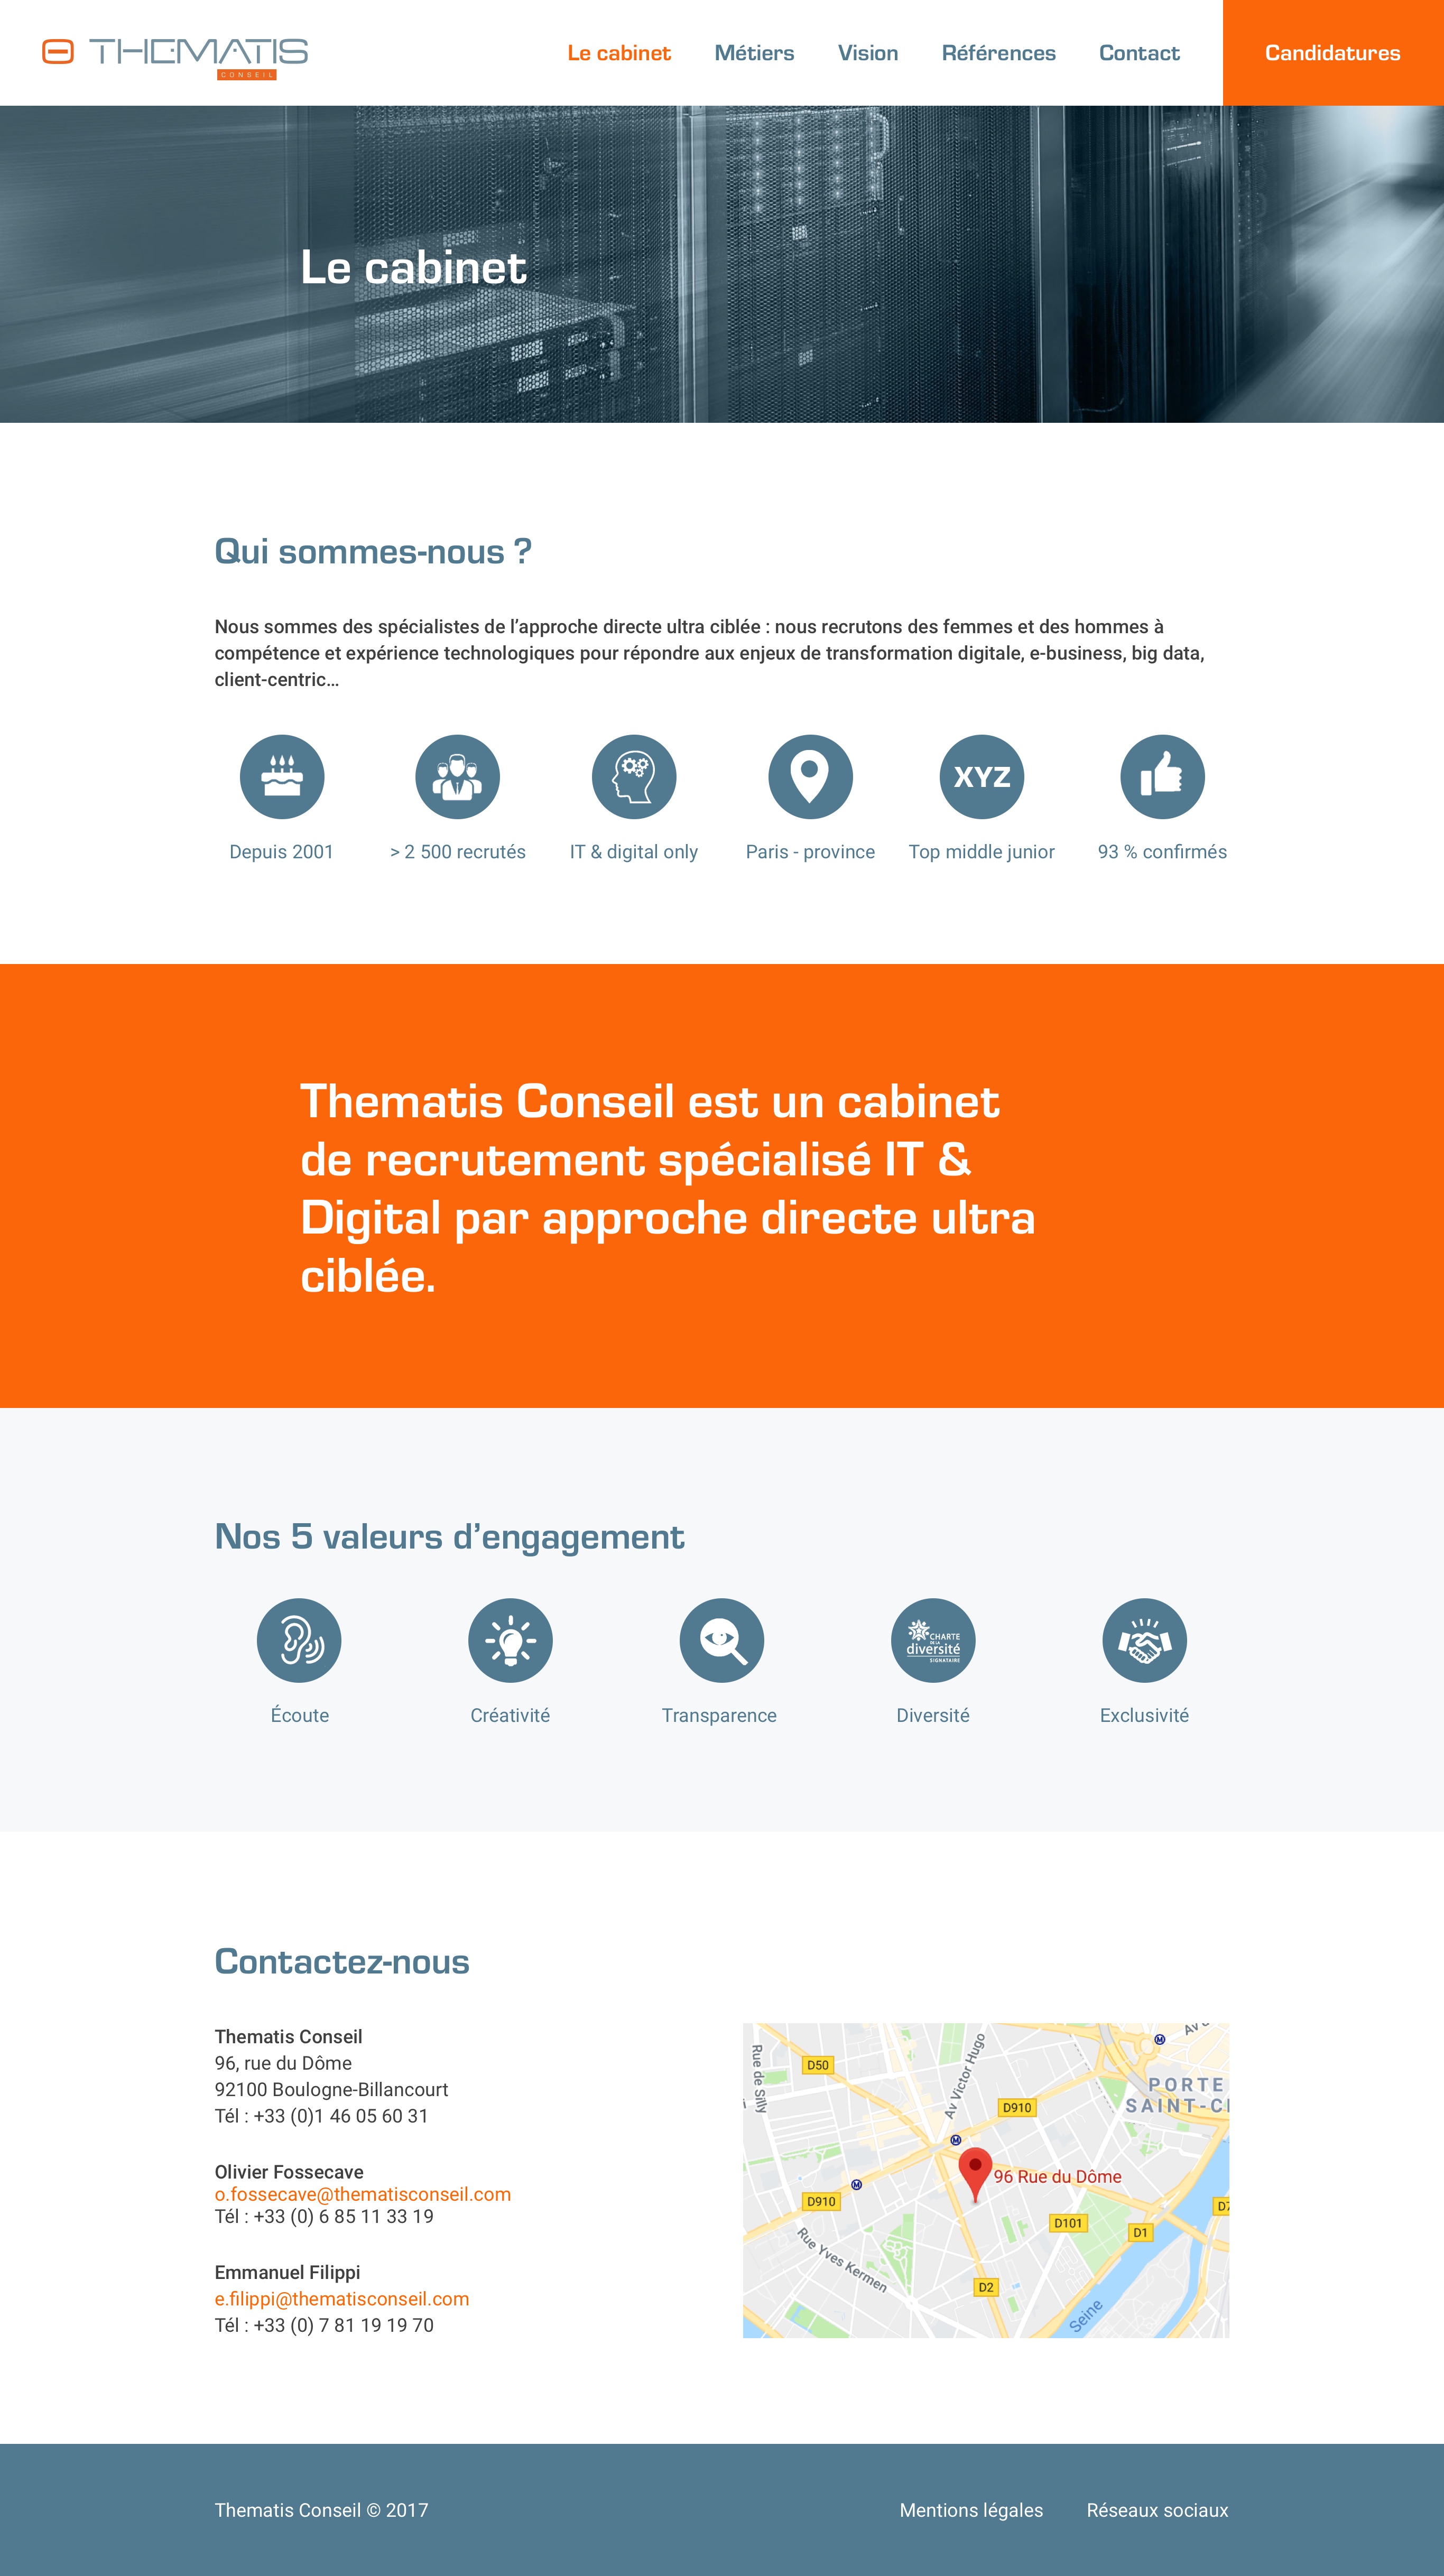 THEMATIS
CONSEIL
Le cabinet
Métiers
Vision
Références
Contact
Candidatures
Le cabinet
Qui sommes-nous ?
Nous sommes des spécialistes de l’approche directe ultra ciblée : nous recrutons des femmes et des hommes à
compétence et expérience technologiques pour répondre aux enjeux de transformation digitale, e-business, big data,
client-centric…
XYZ
Depuis 2001
> 2 500 recrutés
IT & digital only
Paris - province
Top middle junior
93 % confirmés
Thematis Conseil est un cabinet
de recrutement spécialisé IT &
Digital par approche directe ultra
ciblée.
Nos 5 valeurs d’engagement
CHARTE
DE LA
diversité
SIGNATAIRE
Écoute
Créativité
Transparence
Diversité
Exclusivité
Contactez-nous
Thematis Conseil
96, rue du Dôme
92100 Boulogne-Billancourt
Tél : +33 (0)1 46 05 60 31
Olivier Fossecave
o.fossecave@thematisconseil.com
Tél : +33 (0) 6 85 11 33 19
Emmanuel Filippi
e.filippi@thematisconseil.com
Tél : +33 (0) 7 81 19 19 70
Rue de Silly
D50
Av Victor Hugo
M
PORTE
D910
M
96 Rue du Dôme
M
D910
D101
D1
Rue Yves Kermen
D2
Seine
Thematis Conseil © 2017
Mentions légales
Réseaux sociaux